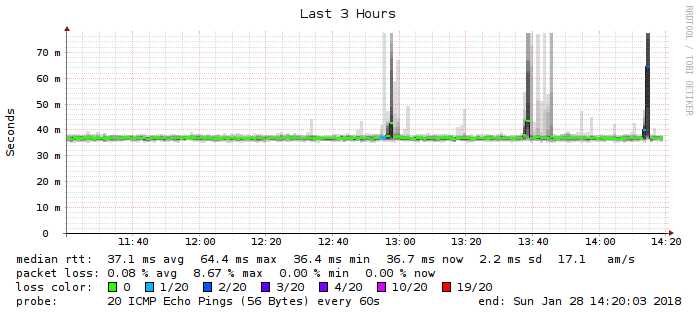 Last 3 Hours
RRDTOOL / TOBI OETIKER
Seconds
70 m
60 m
50 m
40 m
30 m
20 m
10 m
0
11:40 12:00 12:20 12:40 13:00 13:20 13:40 14:00 14:20
median rtt: 37.1 ms avg 64.4 ms max 36.4 ms min 36.7 ms now 2.2 ms sd 17.1 am/s
packet loss: 0.08 % avg 8.67 % max 0.00 % min 0.00 % now
loss color: 0 1/20 2/20 3/20 4/20 10/20 19/20
probe: 20 ICMP Echo Pings (56 Bytes) every 60s end: Sun Jan 28 14:20:03 2018